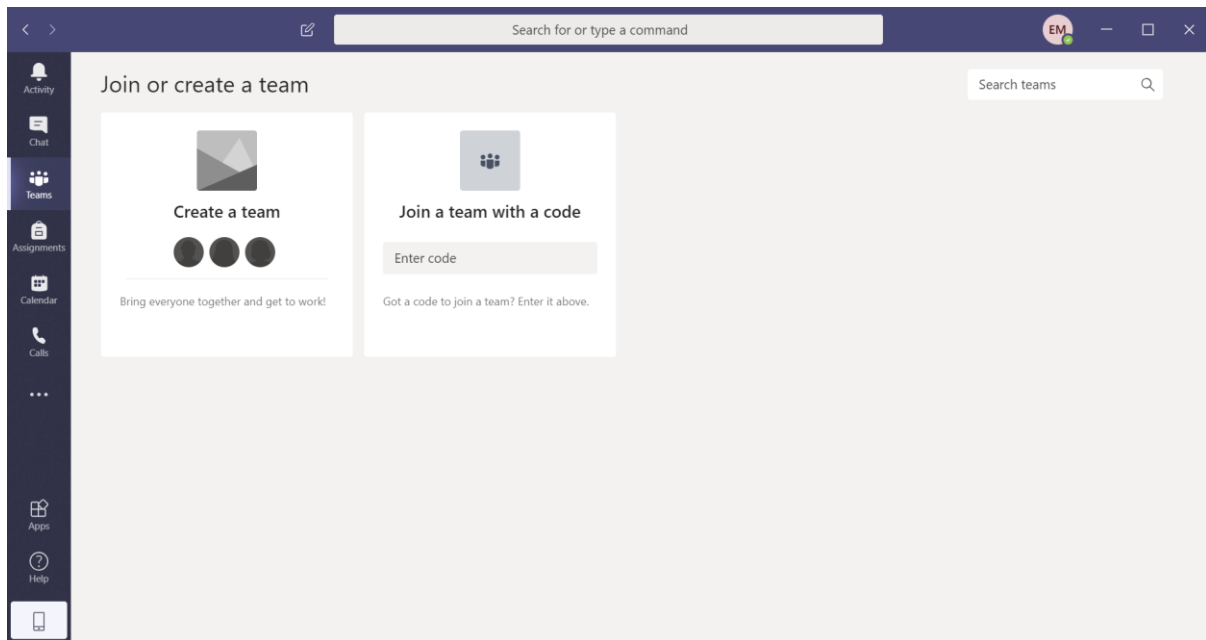 Search for or type a command
EM
Activity
Chat
Teams
Assignments
Calendar
Calls
Apps
Help
Join or create a team
Search teams
Create a team
Bring everyone together and get to work!
Join a team with a code
Enter code
Got a code to join a team? Enter it above.